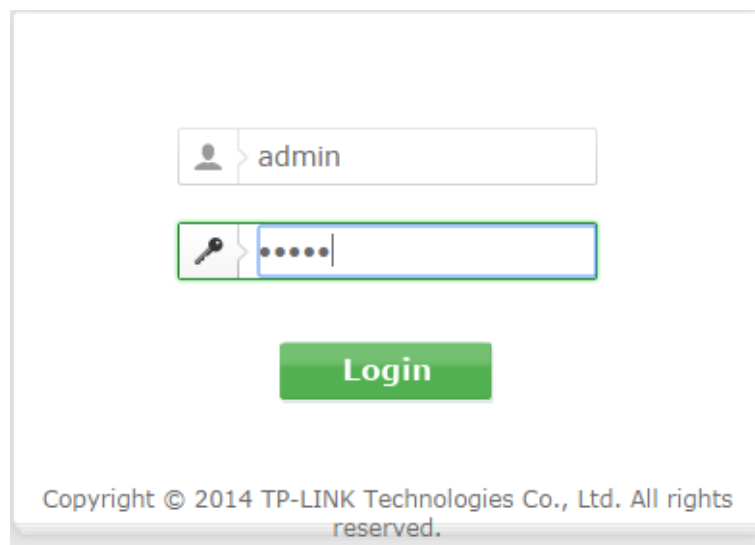 admin
•••••
Login
Copyright © 2014 TP-LINK Technologies Co., Ltd. All rights
reserved.